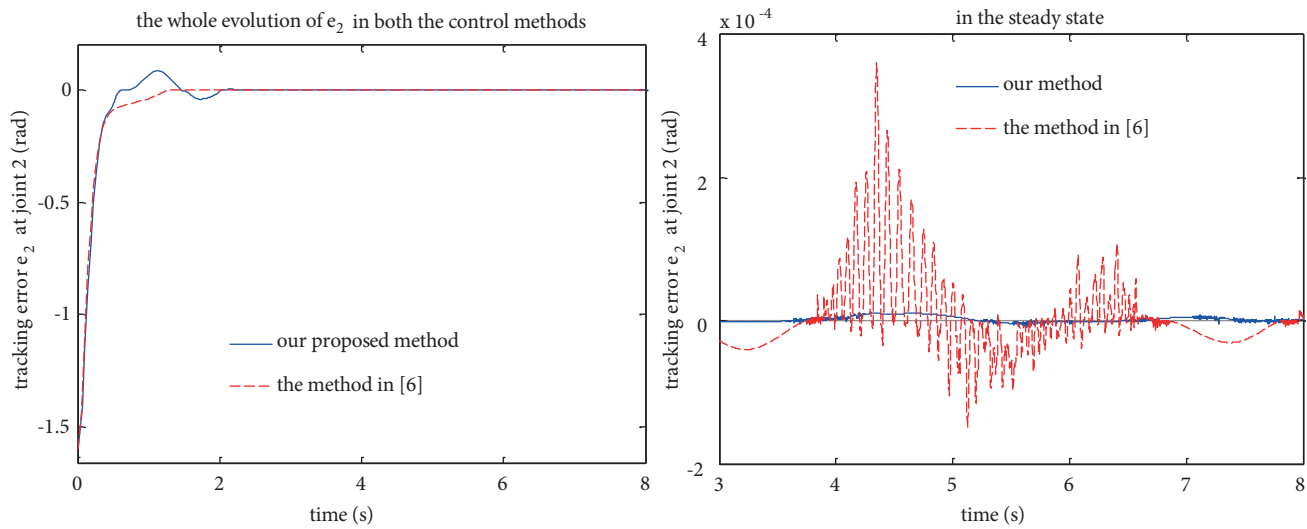 the whole evolution of e2 in both the control methods
tracking error e2 at joint 2 (rad)
0
-0.5
-1
-1.5
our proposed method
the method in [6]
0
2
4
6
8
time (s)
in the steady state
x 10-4
tracking error e2 at joint 2 (rad)
4
2
0
-2
our method
the method in [6]
3
4
5
6
7
8
time (s)